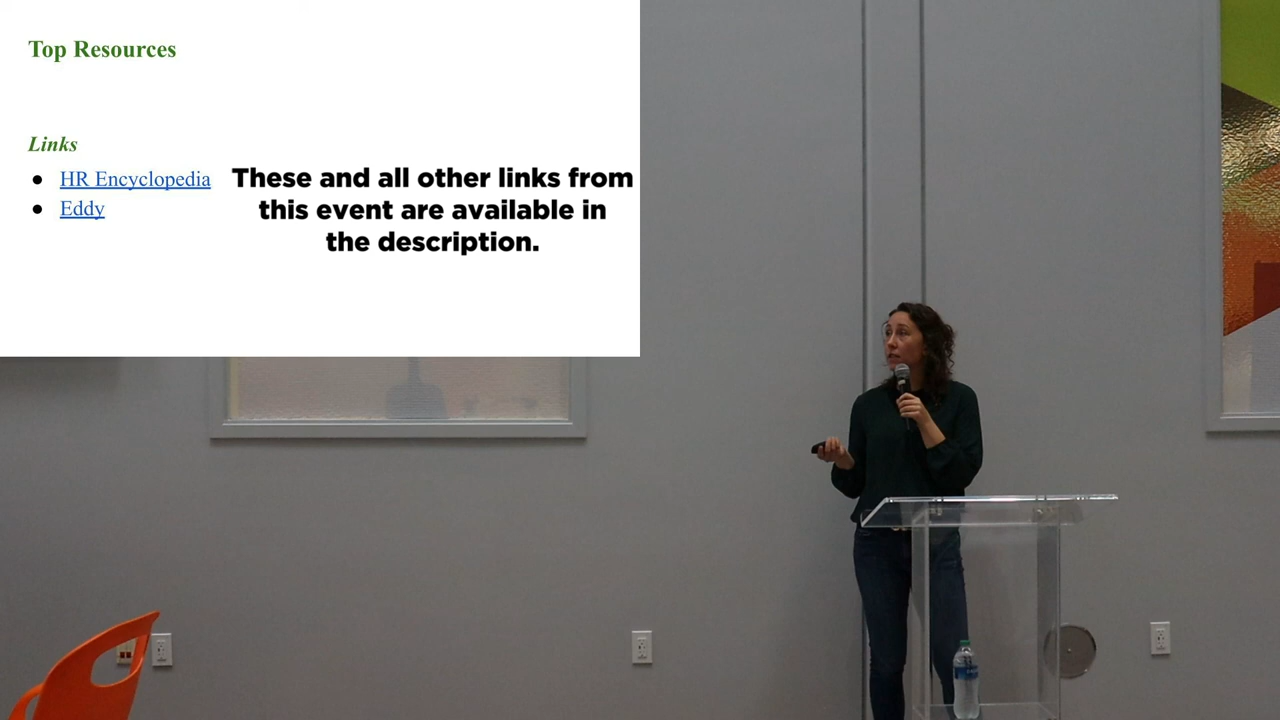 Top Resources
Links
● HR Encyclopedia
● Eddy
These and all other links from
this event are available in
the description.